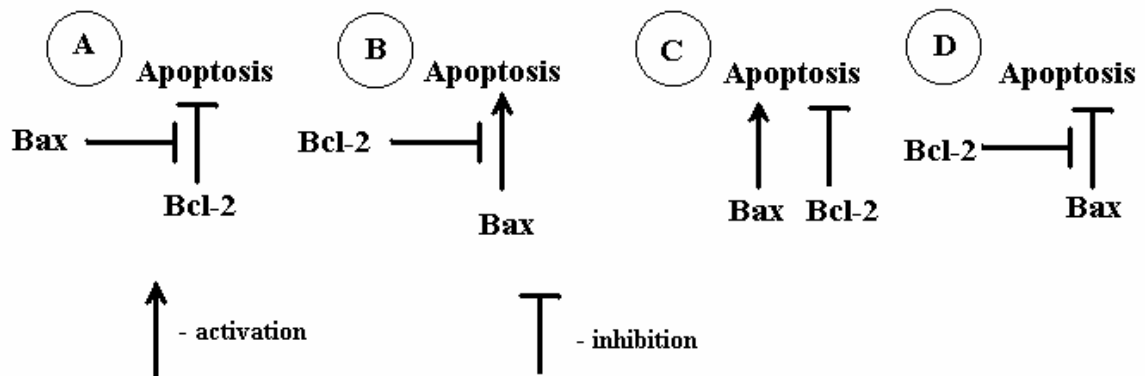 A
Apoptosis
Bax
Bcl-2
B
Apoptosis
Bcl-2
Bax
C
Apoptosis
Bax Bcl-2
D
Apoptosis
Bcl-2
Bax
- activation
- inhibition